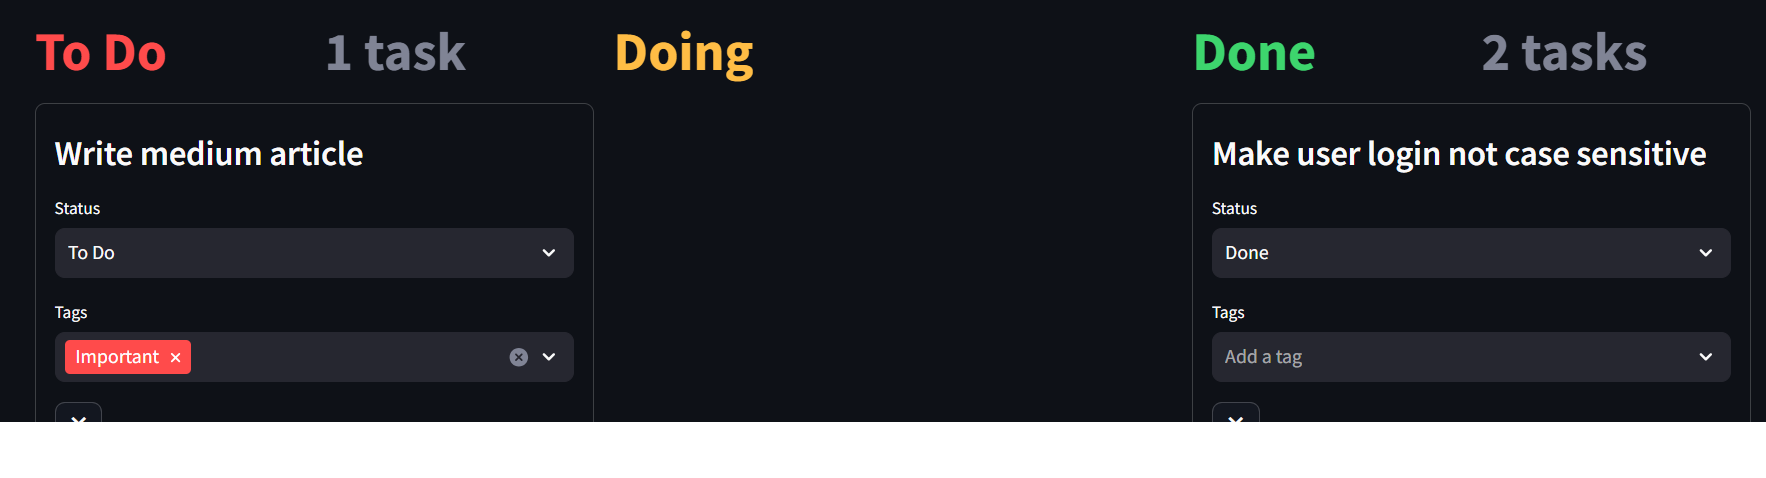 To Do 1 task Doing Done 2 tasks
Write medium article
Status
To Do
Tags
Important
Make user login not case sensitive
Status
Done
Tags
Add a tag